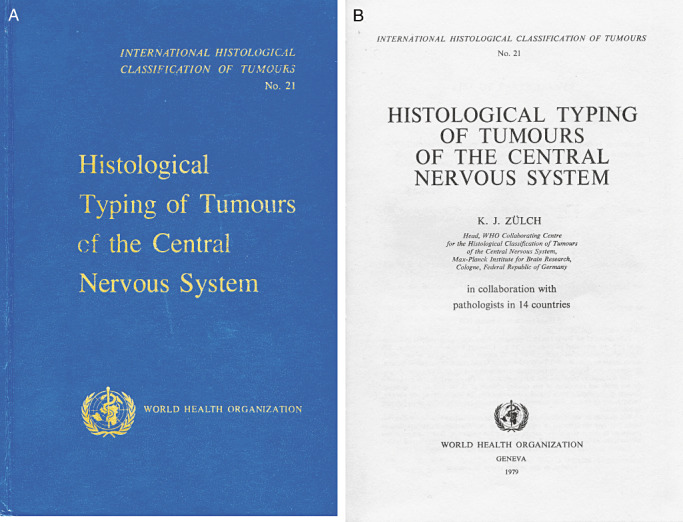 A
INTERNATIONAL HISTOLOGICAL
CLASSIFICATION OF TUMOURS
No. 21
Histological
Typing of Tumours
of the Central
Nervous System
WORLD HEALTH ORGANIZATION
B
INTERNATIONAL HISTOLOGICAL CLASSIFICATION OF TUMOURS
No. 21
HISTOLOGICAL TYPING
OF TUMOURS
OF THE CENTRAL
NERVOUS SYSTEM
K. J. ZÜLCH
Head, WHO Collaborating Centre
for the Histological Classification of Tumours
of the Central Nervous System,
Max-Planck Institute for Brain Research,
Cologne, Federal Republic of Germany
in collaboration with
pathologists in 14 countries
WORLD HEALTH ORGANIZATION
GENEVA
1979